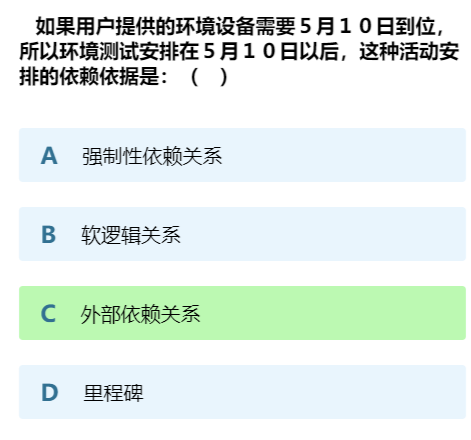 如果用户提供的环境设备需要５月１０日到位，
所以环境测试安排在５月１０日以后，这种活动安
排的依赖依据是：（　）
A 强制性依赖关系
B 软逻辑关系
C 外部依赖关系
D 里程碑